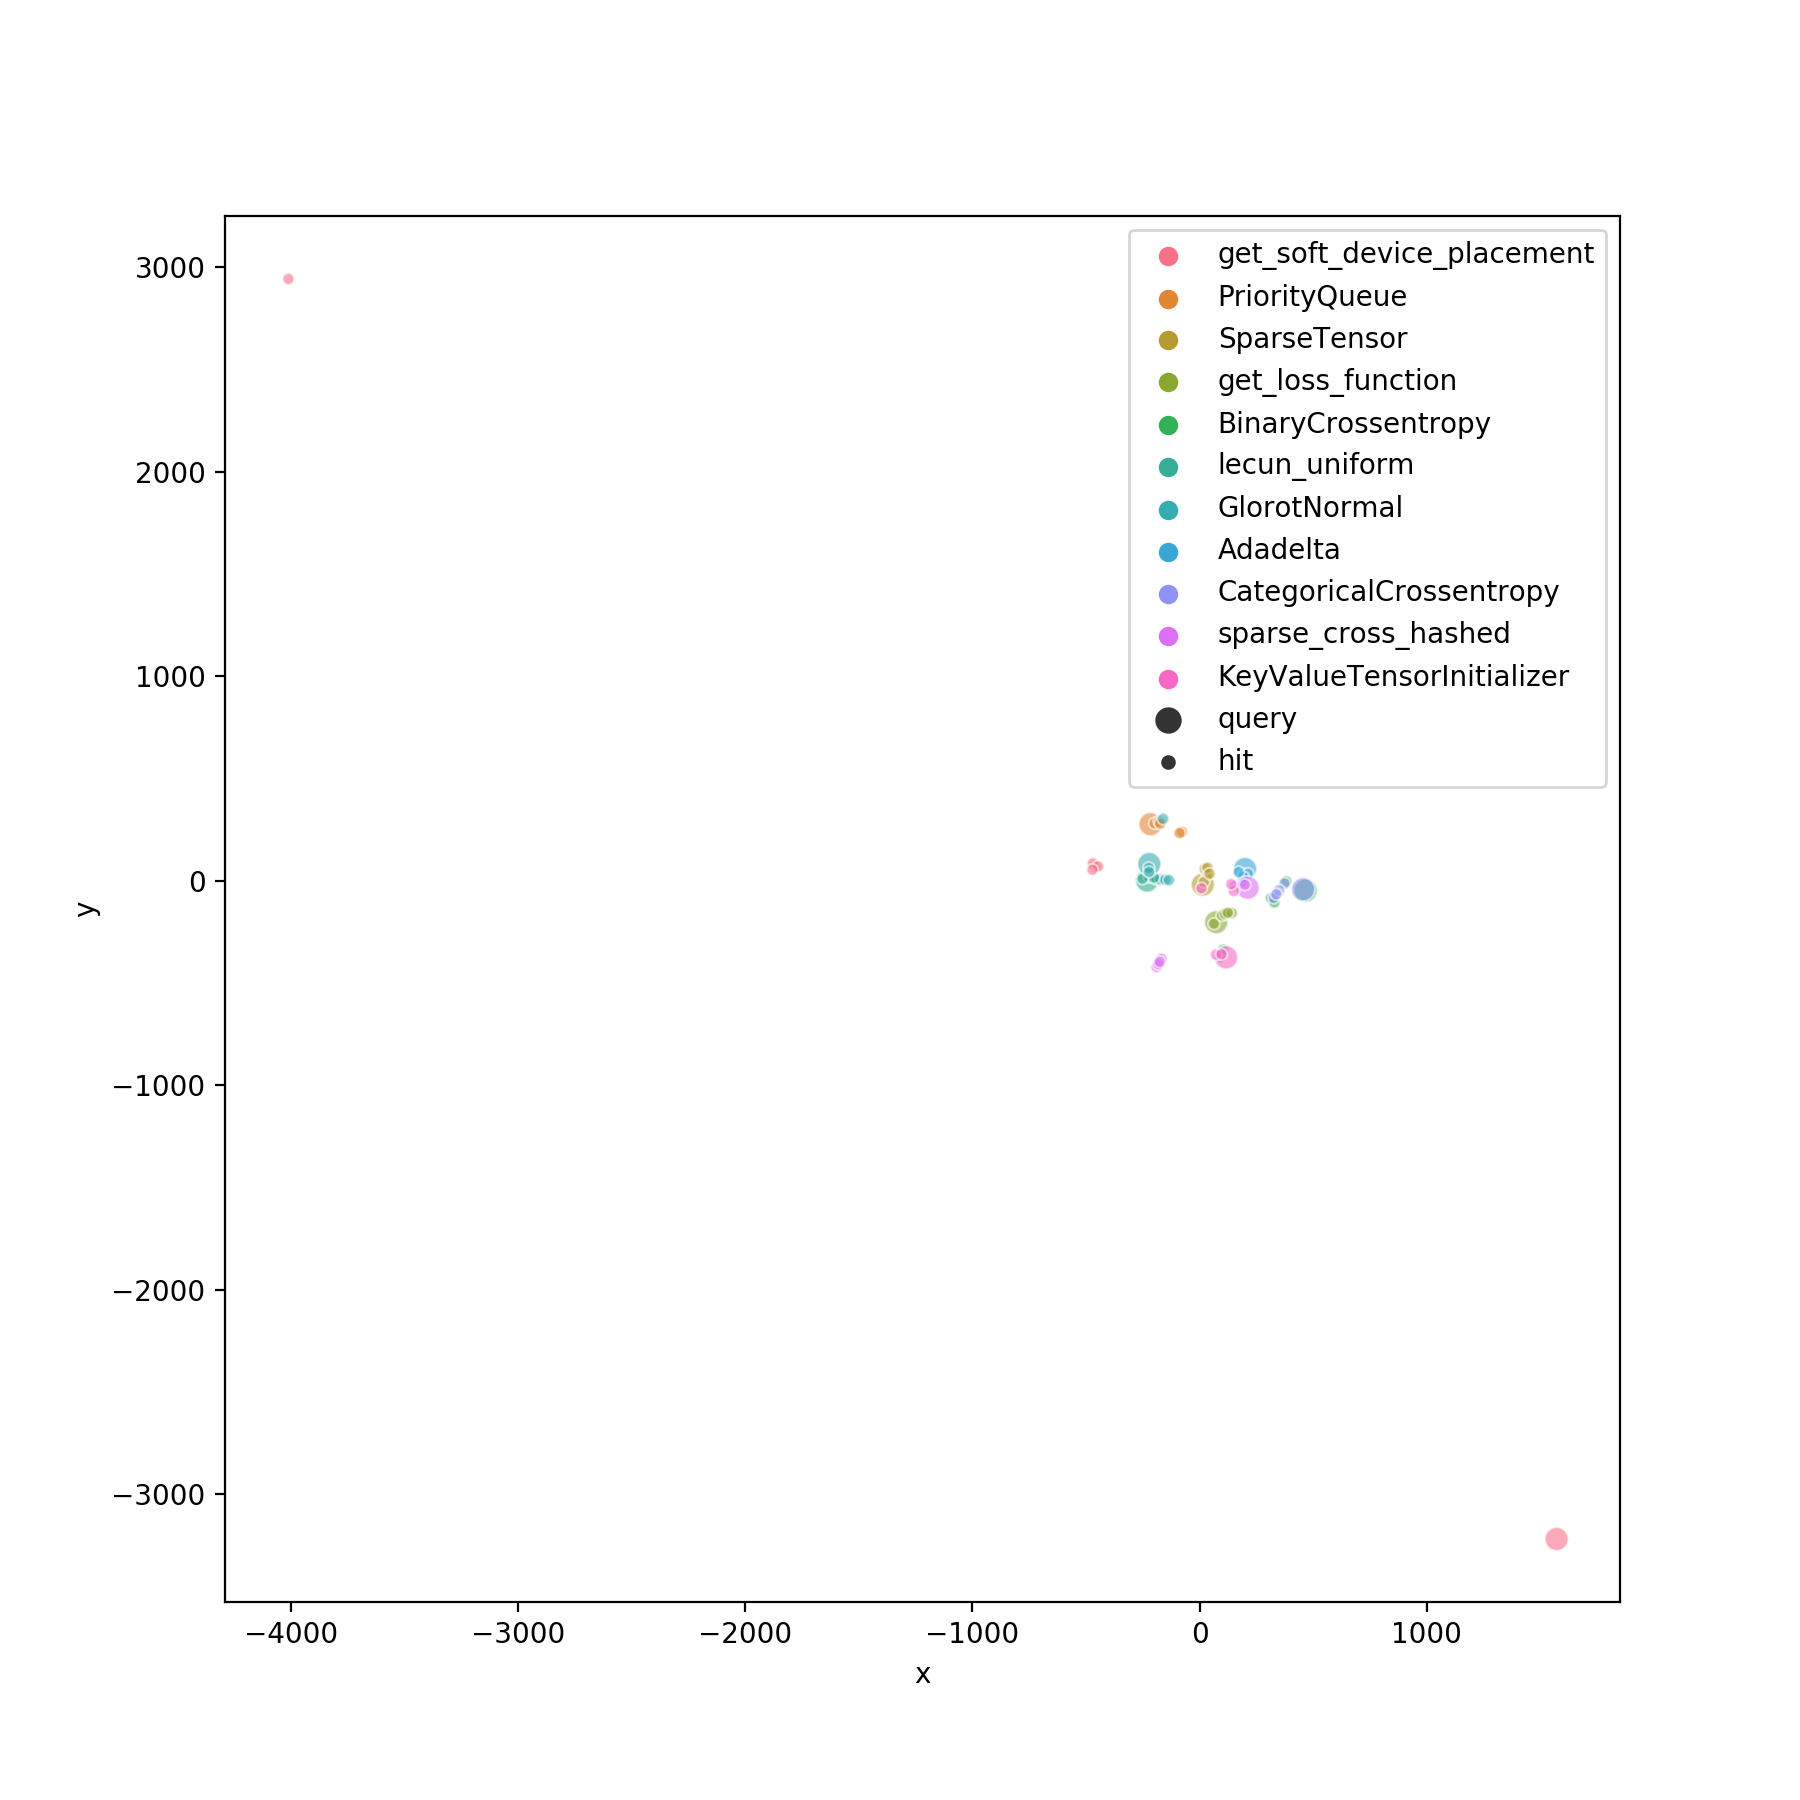 get_soft_device_placement
PriorityQueue
SparseTensor
get_loss_function
BinaryCrossentropy
lecun_uniform
GlorotNormal
Adadelta
CategoricalCrossentropy
sparse_cross_hashed
KeyValueTensorInitializer
query
hit
3000
2000
1000
0
−1000
−2000
−3000
y
−4000 −3000 −2000 −1000 0 1000
x